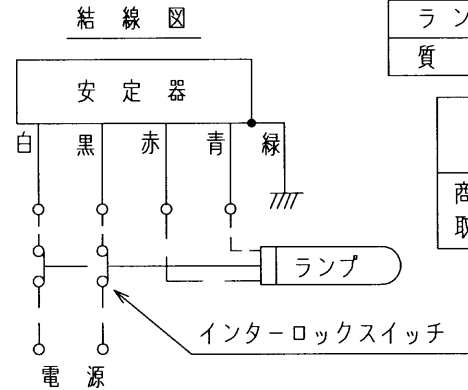 結線図
ラン
質
安定器
白 黒 赤 青 緑
商
取
ランプ
インターロックスイッチ
電源